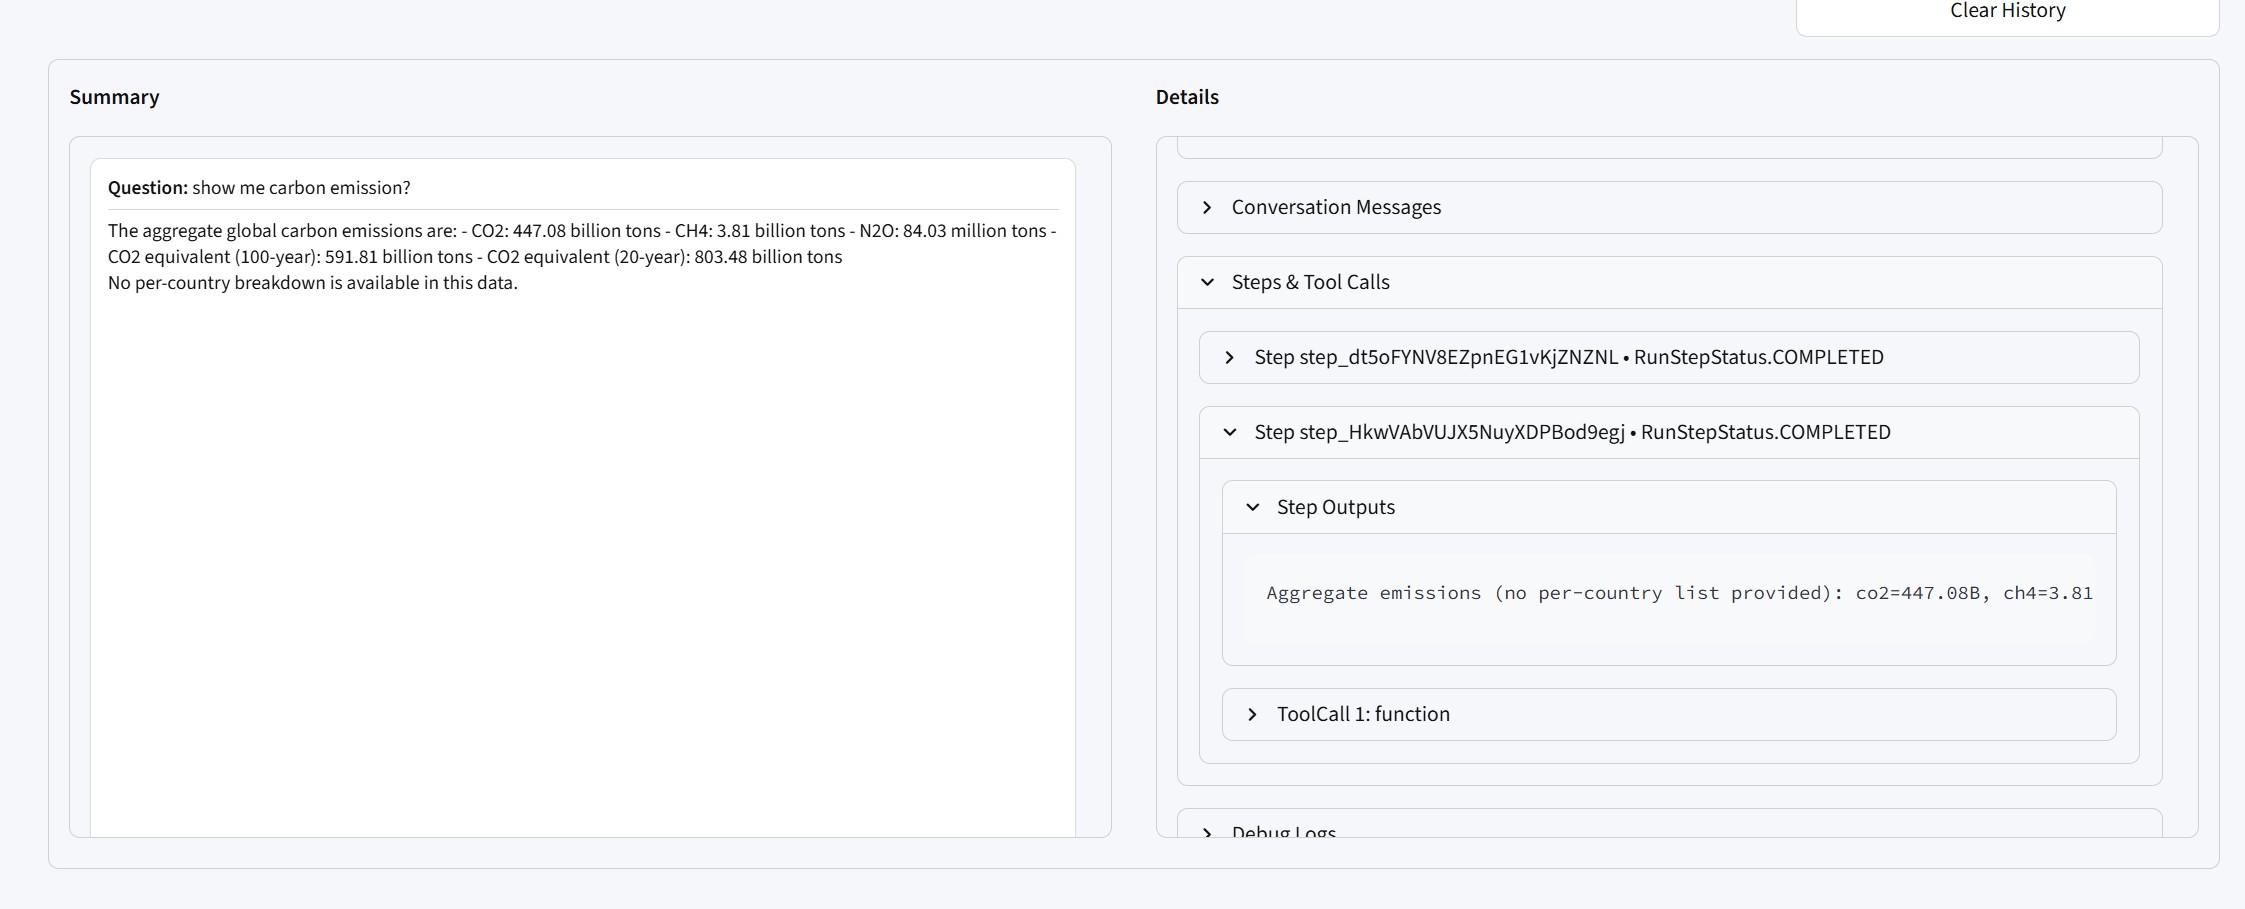 Clear History
Summary
Question: show me carbon emission?
The aggregate global carbon emissions are: - CO2: 447.08 billion tons - CH4: 3.81 billion tons - N2O: 84.03 million tons -
CO2 equivalent (100-year): 591.81 billion tons - CO2 equivalent (20-year): 803.48 billion tons
No per-country breakdown is available in this data.
Details
Conversation Messages
Steps & Tool Calls
Step step_dt5oFYNV8EZpnEG1vKjZNZNL • RunStepStatus.COMPLETED
Step step_HkwVAbVUJX5NuyXDPBod9egj • RunStepStatus.COMPLETED
Step Outputs
Aggregate emissions (no per-country list provided): co2=447.08B, ch4=3.81
ToolCall 1: function
Debug Logs